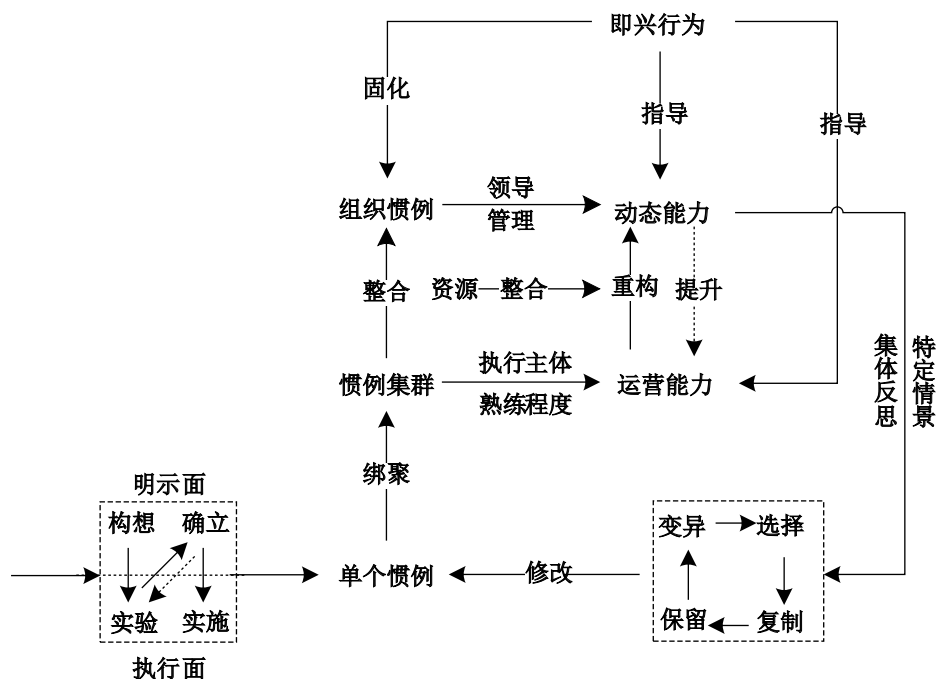 即兴行为
固化
指导
指导
组织惯例
领导
管理
动态能力
整合
资源
整合
重构
提升
惯例集群
执行主体
熟练程度
运营能力
集体反思
特定情景
绑聚
明示面
构想
确立
实验
实施
执行面
单个惯例
修改
变异
选择
保留
复制